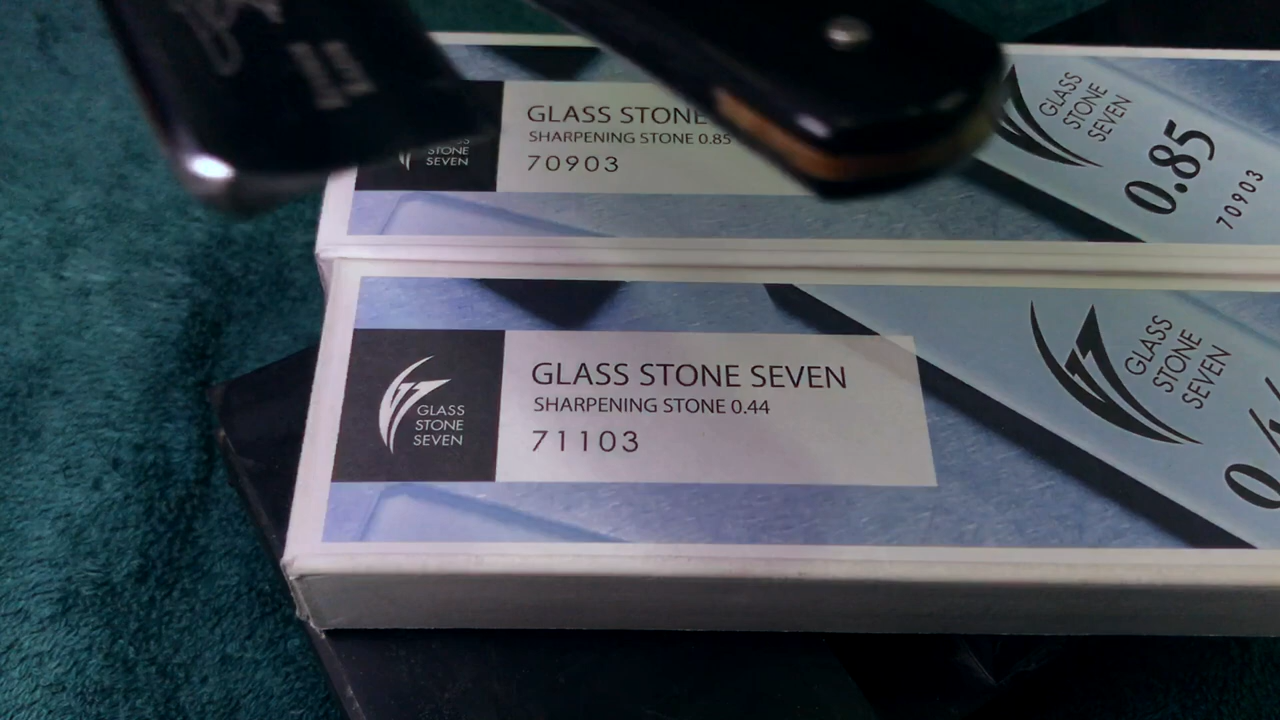 GLASS STONE
SHARPENING STONE 0.85
70903
STONE
SEVEN
GLASS
STONE
SEVEN
0.85
70903
GLASS STONE SEVEN
SHARPENING STONE 0.44
71103
GLASS
STONE
SEVEN
GLASS
STONE
SEVEN